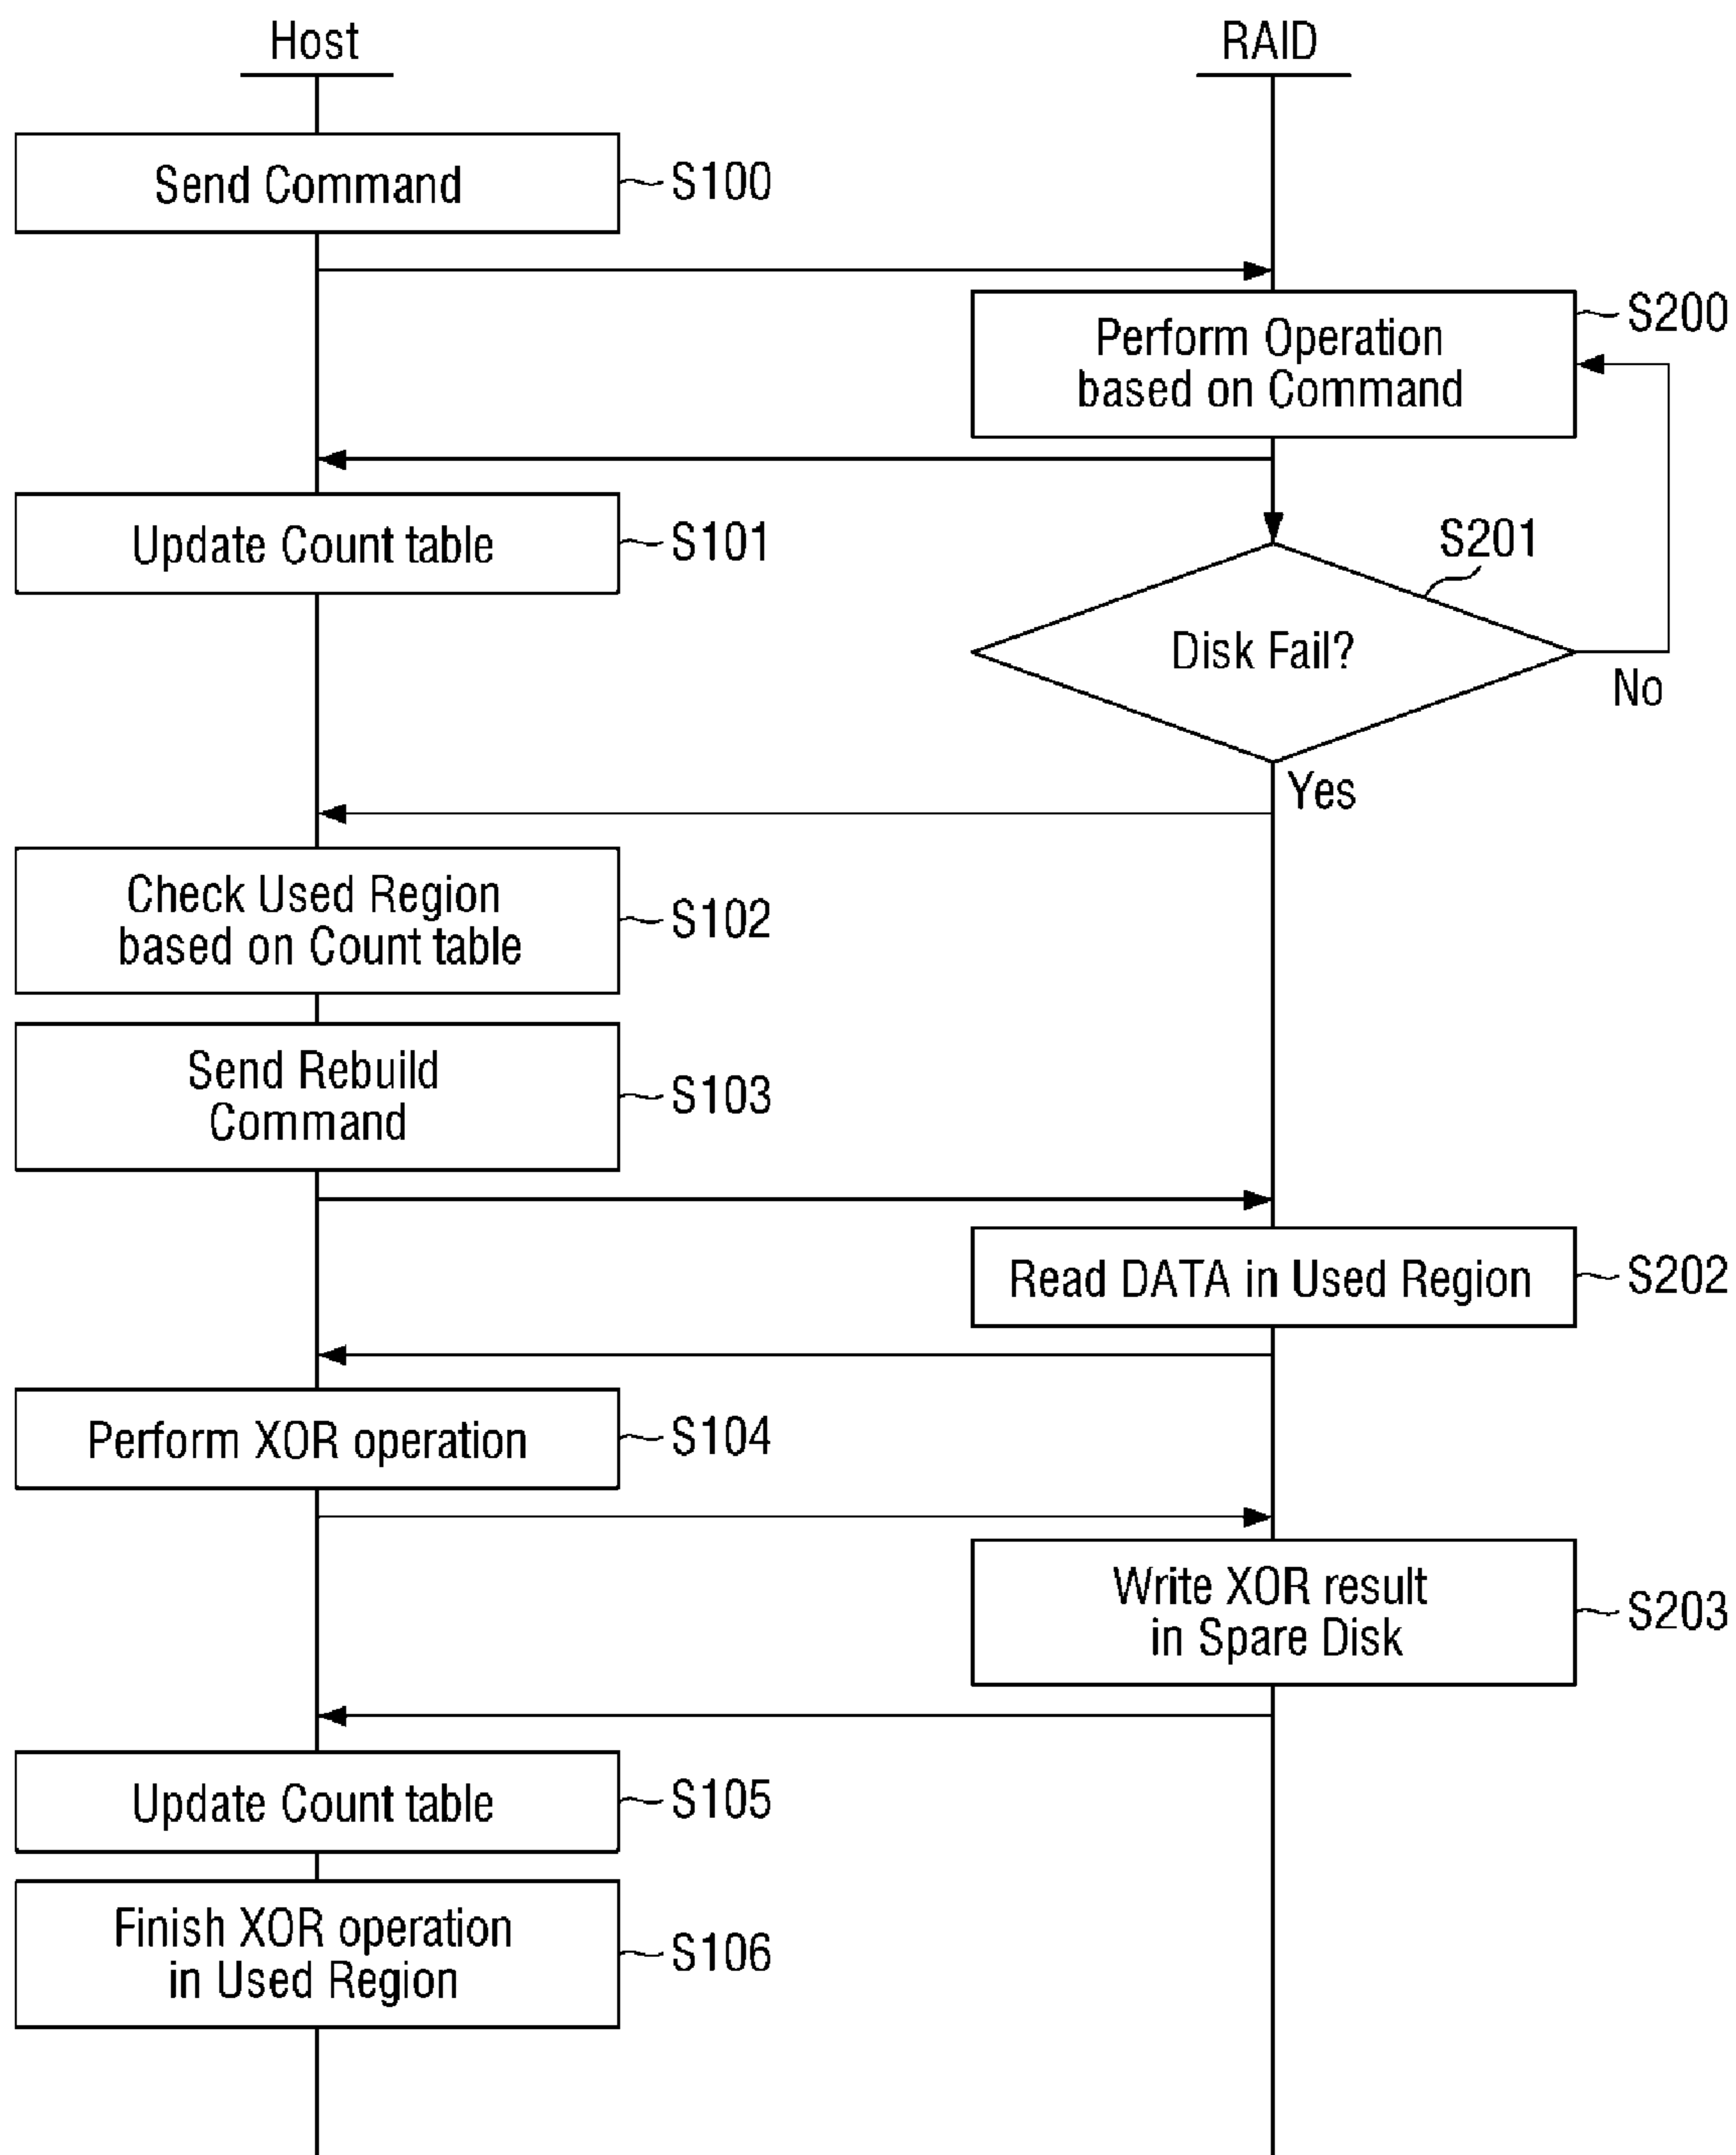 Host
RAID
Send Command
S100
Perform Operation
based on Command
S200
Update Count table
S101
S201
Disk Fail?
No
Yes
Check Used Region
based on Count table
S102
Send Rebuild
Command
S103
Read DATA in Used Region
S202
Perform XOR operation
S104
Write XOR result
in Spare Disk
S203
Update Count table
S105
Finish XOR operation
in Used Region
S106